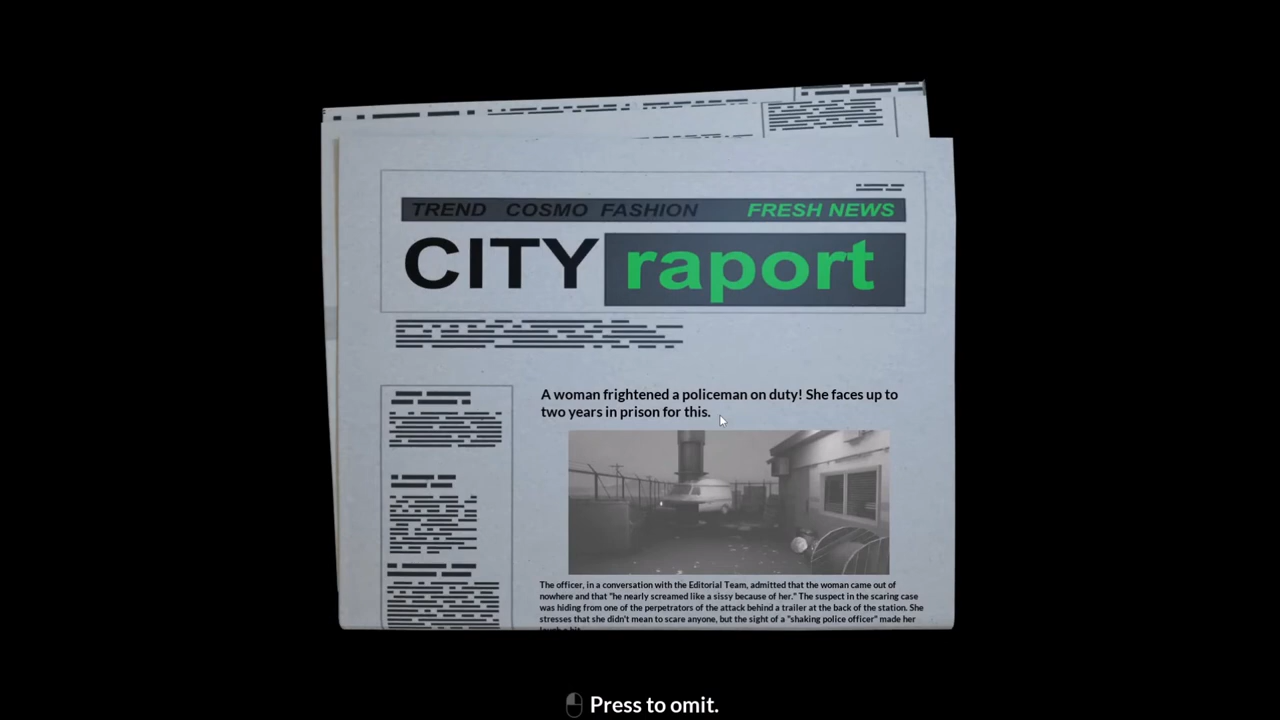 TREND COSMO FASHION FRESH NEWS
CITY raport
A woman frightened a policeman on duty! She faces up to
two years in prison for this.
The officer, in a conversation with the Editorial Team, admitted that the woman came out of
nowhere and that "he nearly screamed like a sissy because of her." The suspect in the scaring case
was hiding from one of the perpetrators of the attack behind a trailer at the back of the station. She
stresses that she didn't mean to scare anyone, but the sight of a "shaking police officer" made her
Press to omit.